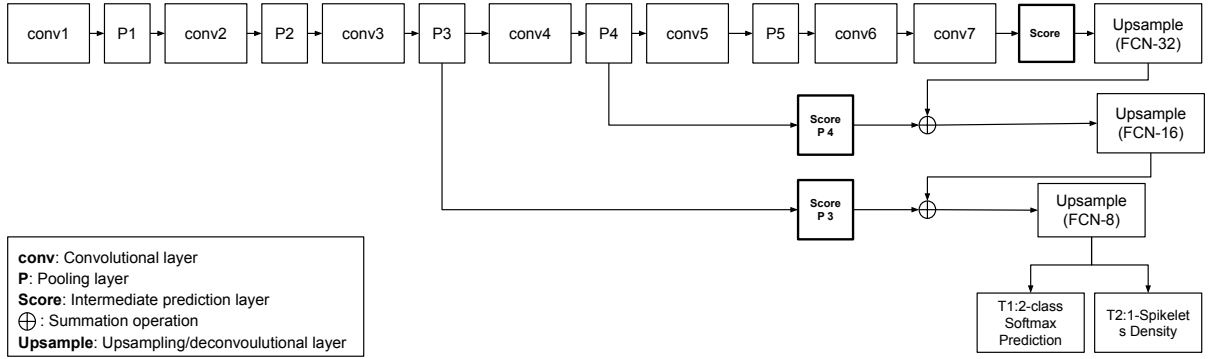 conv1
P1
conv2
P2
conv3
P3
conv4
P4
conv5
P5
conv6
conv7
Score
Upsample
(FCN-32)
Score
P 4
Upsample
(FCN-16)
Score
P 3
Upsample
(FCN-8)
T1:2-class
Softmax
Prediction
T2:1-Spikelet
s Density
conv: Convolutional layer
P: Pooling layer
Score: Intermediate prediction layer
⊕ : Summation operation
Upsample: Upsampling/deconvoulutional layer